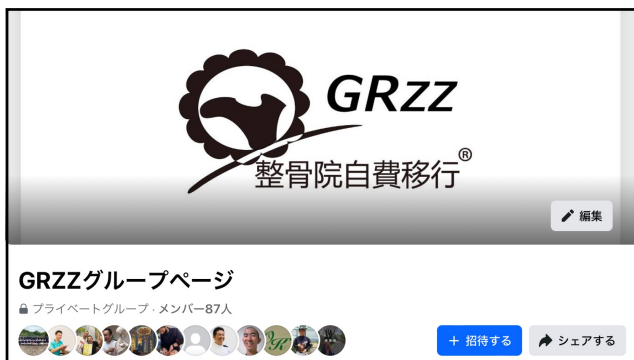 GRzz
整骨院自費移行®
編集
GRZZグループページ
プライベートグループ · メンバー87人
+ 招待する
シェアする